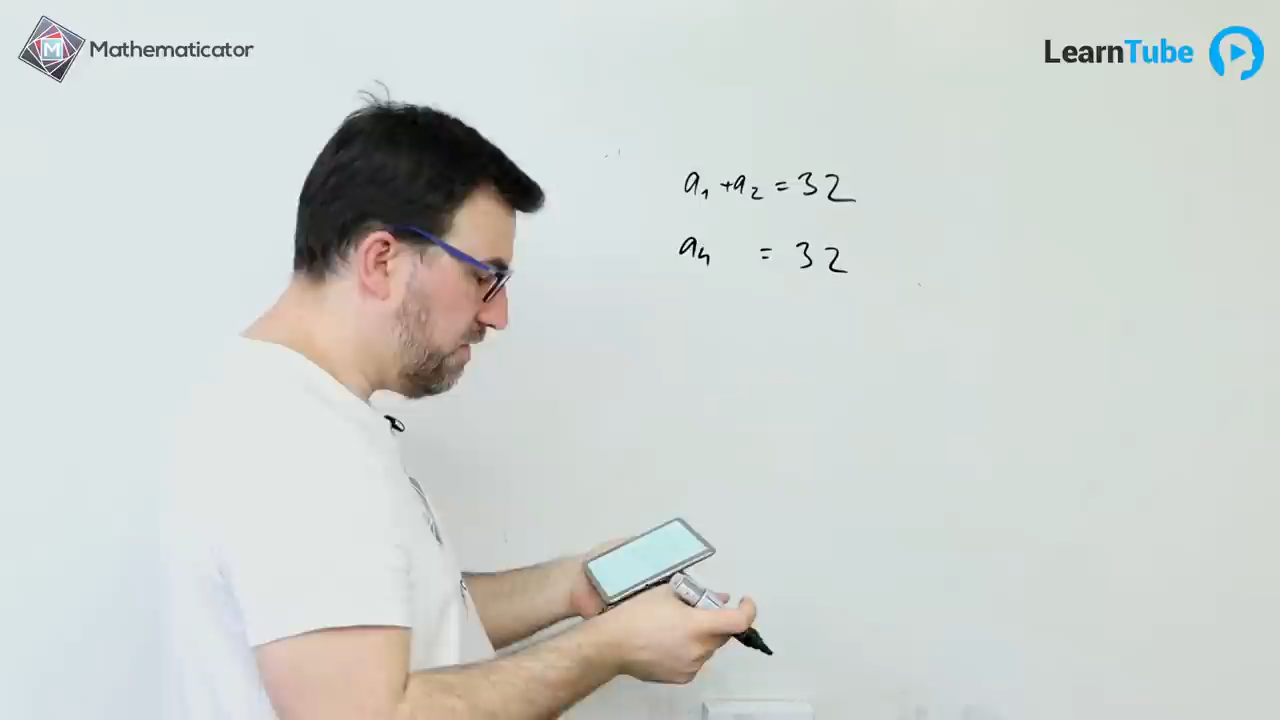 Mathematicator
LearnTube
a₁ + a₂ = 32
a₄ = 32